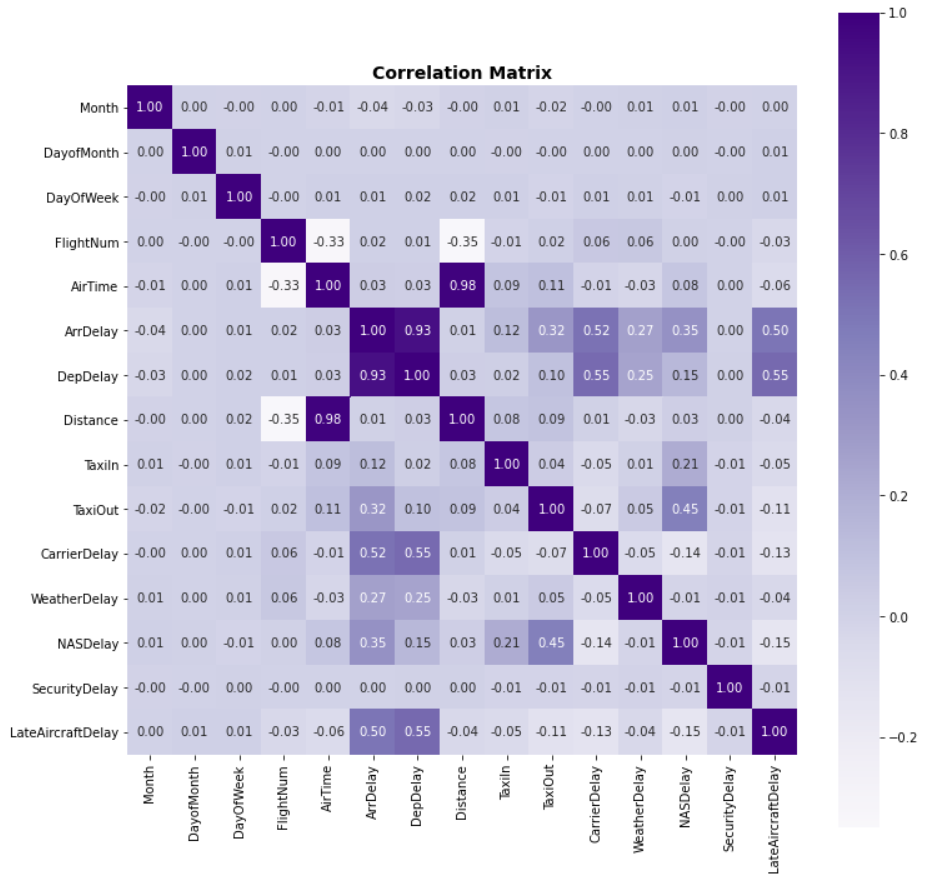 Correlation Matrix
Month 1.00 0.00 -0.00 0.00 -0.01 -0.04 -0.03 -0.00 0.01 -0.02 -0.00 0.01 0.01 -0.00 0.00
DayofMonth 0.00 1.00 0.01 -0.00 0.00 0.00 0.00 0.00 -0.00 -0.00 0.00 0.00 0.00 -0.00 0.01
DayOfWeek -0.00 0.01 1.00 -0.00 0.01 0.01 0.02 0.02 0.01 -0.01 0.01 0.01 -0.01 0.00 0.01
FlightNum 0.00 -0.00 -0.00 1.00 -0.33 0.02 0.01 -0.35 -0.01 0.02 0.06 0.06 0.00 -0.00 -0.03
AirTime -0.01 0.00 0.01 -0.33 1.00 0.03 0.03 0.98 0.09 0.11 -0.01 -0.03 0.08 -0.00 -0.06
ArrDelay -0.04 0.00 0.01 0.02 0.03 1.00 0.93 0.01 0.12 0.32 0.52 0.27 0.35 0.00 0.50
DepDelay -0.03 0.00 0.02 0.01 0.03 0.93 1.00 0.03 0.02 0.10 0.55 0.25 0.15 0.00 0.55
Distance -0.00 0.00 0.02 -0.35 0.98 0.01 0.03 1.00 0.08 0.09 0.01 -0.03 0.03 0.00 -0.04
TaxiIn 0.01 -0.00 0.01 -0.01 0.09 0.12 0.02 0.08 1.00 0.04 -0.05 0.01 0.21 -0.01 -0.05
TaxiOut -0.02 -0.00 -0.01 0.02 0.11 0.32 0.10 0.09 0.04 1.00 -0.07 0.05 0.45 -0.01 -0.11
CarrierDelay -0.00 0.00 0.01 0.06 -0.01 0.52 0.55 0.01 -0.05 -0.07 1.00 -0.05 -0.14 -0.01 -0.13
WeatherDelay 0.01 0.00 0.01 0.06 -0.03 0.27 0.25 -0.03 0.01 0.05 -0.05 1.00 -0.01 -0.01 -0.04
NASDelay 0.01 0.00 -0.01 0.00 0.08 0.35 0.15 0.03 0.21 0.45 -0.14 -0.01 1.00 -0.01 -0.15
SecurityDelay -0.00 -0.00 0.00 -0.00 -0.00 0.00 0.00 0.00 -0.01 -0.01 -0.01 -0.01 -0.01 1.00 -0.01
LateAircraftDelay 0.00 0.01 0.01 -0.03 -0.06 0.50 0.55 -0.04 -0.05 -0.11 -0.13 -0.04 -0.15 -0.01 1.00
Month
DayofMonth
DayOfWeek
FlightNum
AirTime
ArrDelay
DepDelay
Distance
TaxiIn
TaxiOut
CarrierDelay
WeatherDelay
NASDelay
SecurityDelay
LateAircraftDelay
1.0
0.8
0.6
0.4
0.2
0.0
−0.2